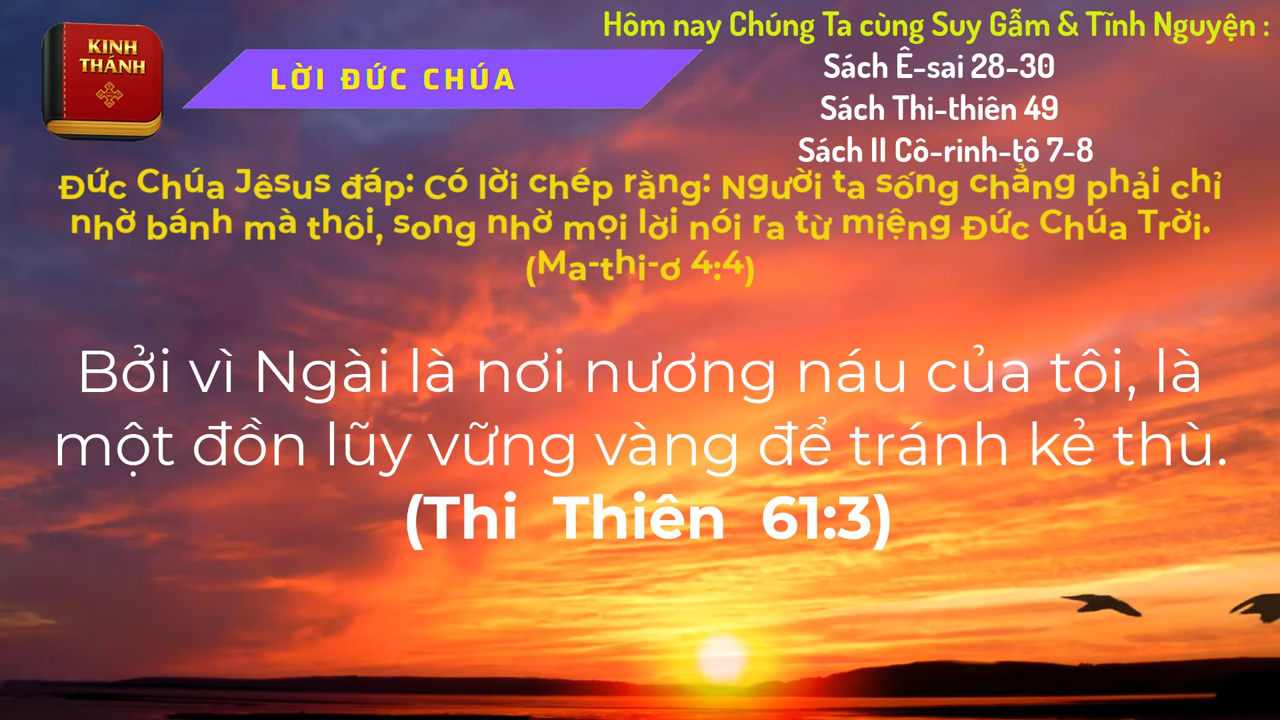 KINH
THÁNH
LỜI ĐỨC CHÚA
Hôm nay Chúng Ta cùng Suy Gẫm & Tĩnh Nguyện :
Sách Ê-sai 28-30
Sách Thi-thiên 49
Sách II Cô-rinh-tô 7-8
Đức Chúa Jêsus đáp: Có lời chép rằng: Người ta sống chẳng phải chỉ
nhờ bánh mà thôi, song nhờ mọi lời nói ra từ miệng Đức Chúa Trời.
(Ma-thi-ơ 4:4)
Bởi vì Ngài là nơi nương náu của tôi, là
một đồn lũy vững vàng để tránh kẻ thù.
(Thi Thiên 61:3)